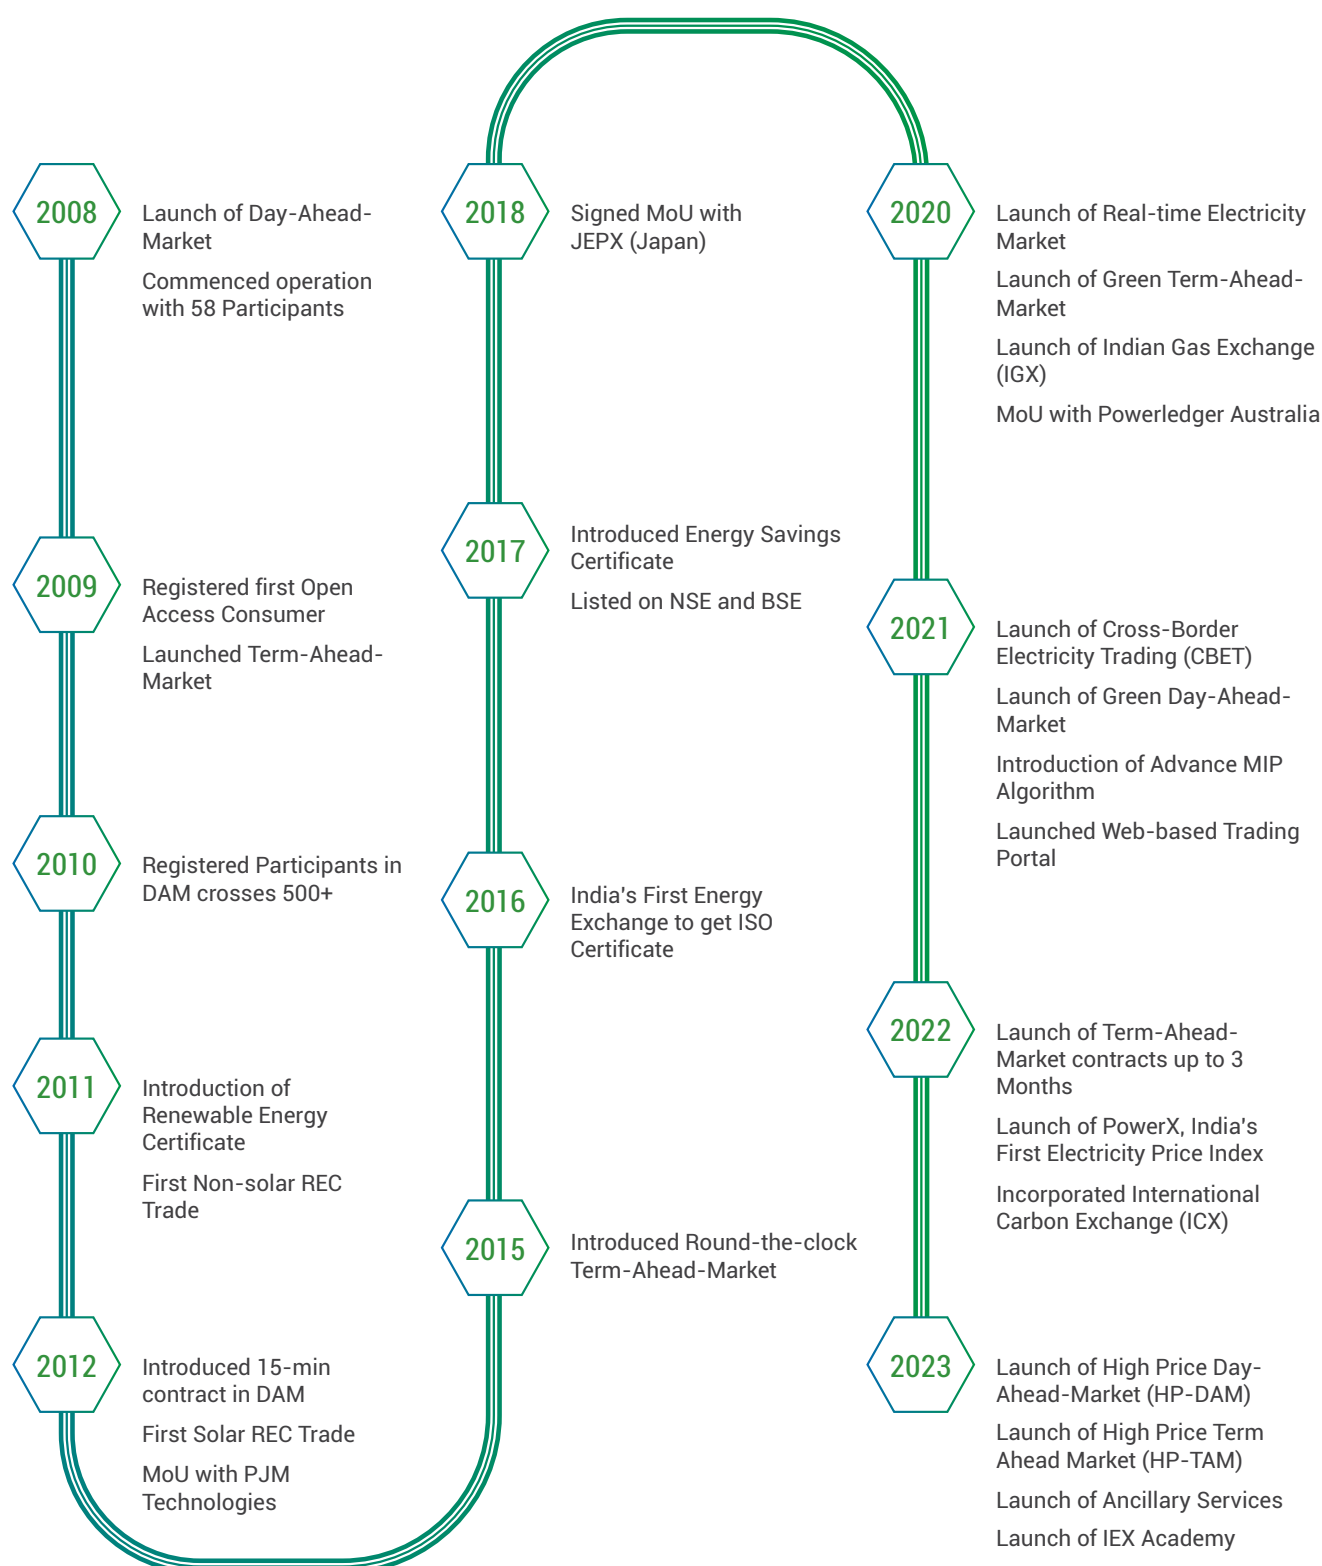 2008
Launch of Day-Ahead-
Market
Commenced operation
with 58 Participants
2009
Registered first Open
Access Consumer
Launched Term-Ahead-
Market
2010
Registered Participants in
DAM crosses 500+
2011
Introduction of
Renewable Energy
Certificate
First Non-solar REC
Trade
2012
Introduced 15-min
contract in DAM
First Solar REC Trade
MoU with PJM
Technologies
2015
Introduced Round-the-clock
Term-Ahead-Market
2016
India's First Energy
Exchange to get ISO
Certificate
2017
Introduced Energy Savings
Certificate
Listed on NSE and BSE
2018
Signed MoU with
JEPX (Japan)
2020
Launch of Real-time Electricity
Market
Launch of Green Term-Ahead-
Market
Launch of Indian Gas Exchange
(IGX)
MoU with Powerledger Australia
2021
Launch of Cross-Border
Electricity Trading (CBET)
Launch of Green Day-Ahead-
Market
Introduction of Advance MIP
Algorithm
Launched Web-based Trading
Portal
2022
Launch of Term-Ahead-
Market contracts up to 3
Months
Launch of PowerX, India's
First Electricity Price Index
Incorporated International
Carbon Exchange (ICX)
2023
Launch of High Price Day-
Ahead-Market (HP-DAM)
Launch of High Price Term
Ahead Market (HP-TAM)
Launch of Ancillary Services
Launch of IEX Academy